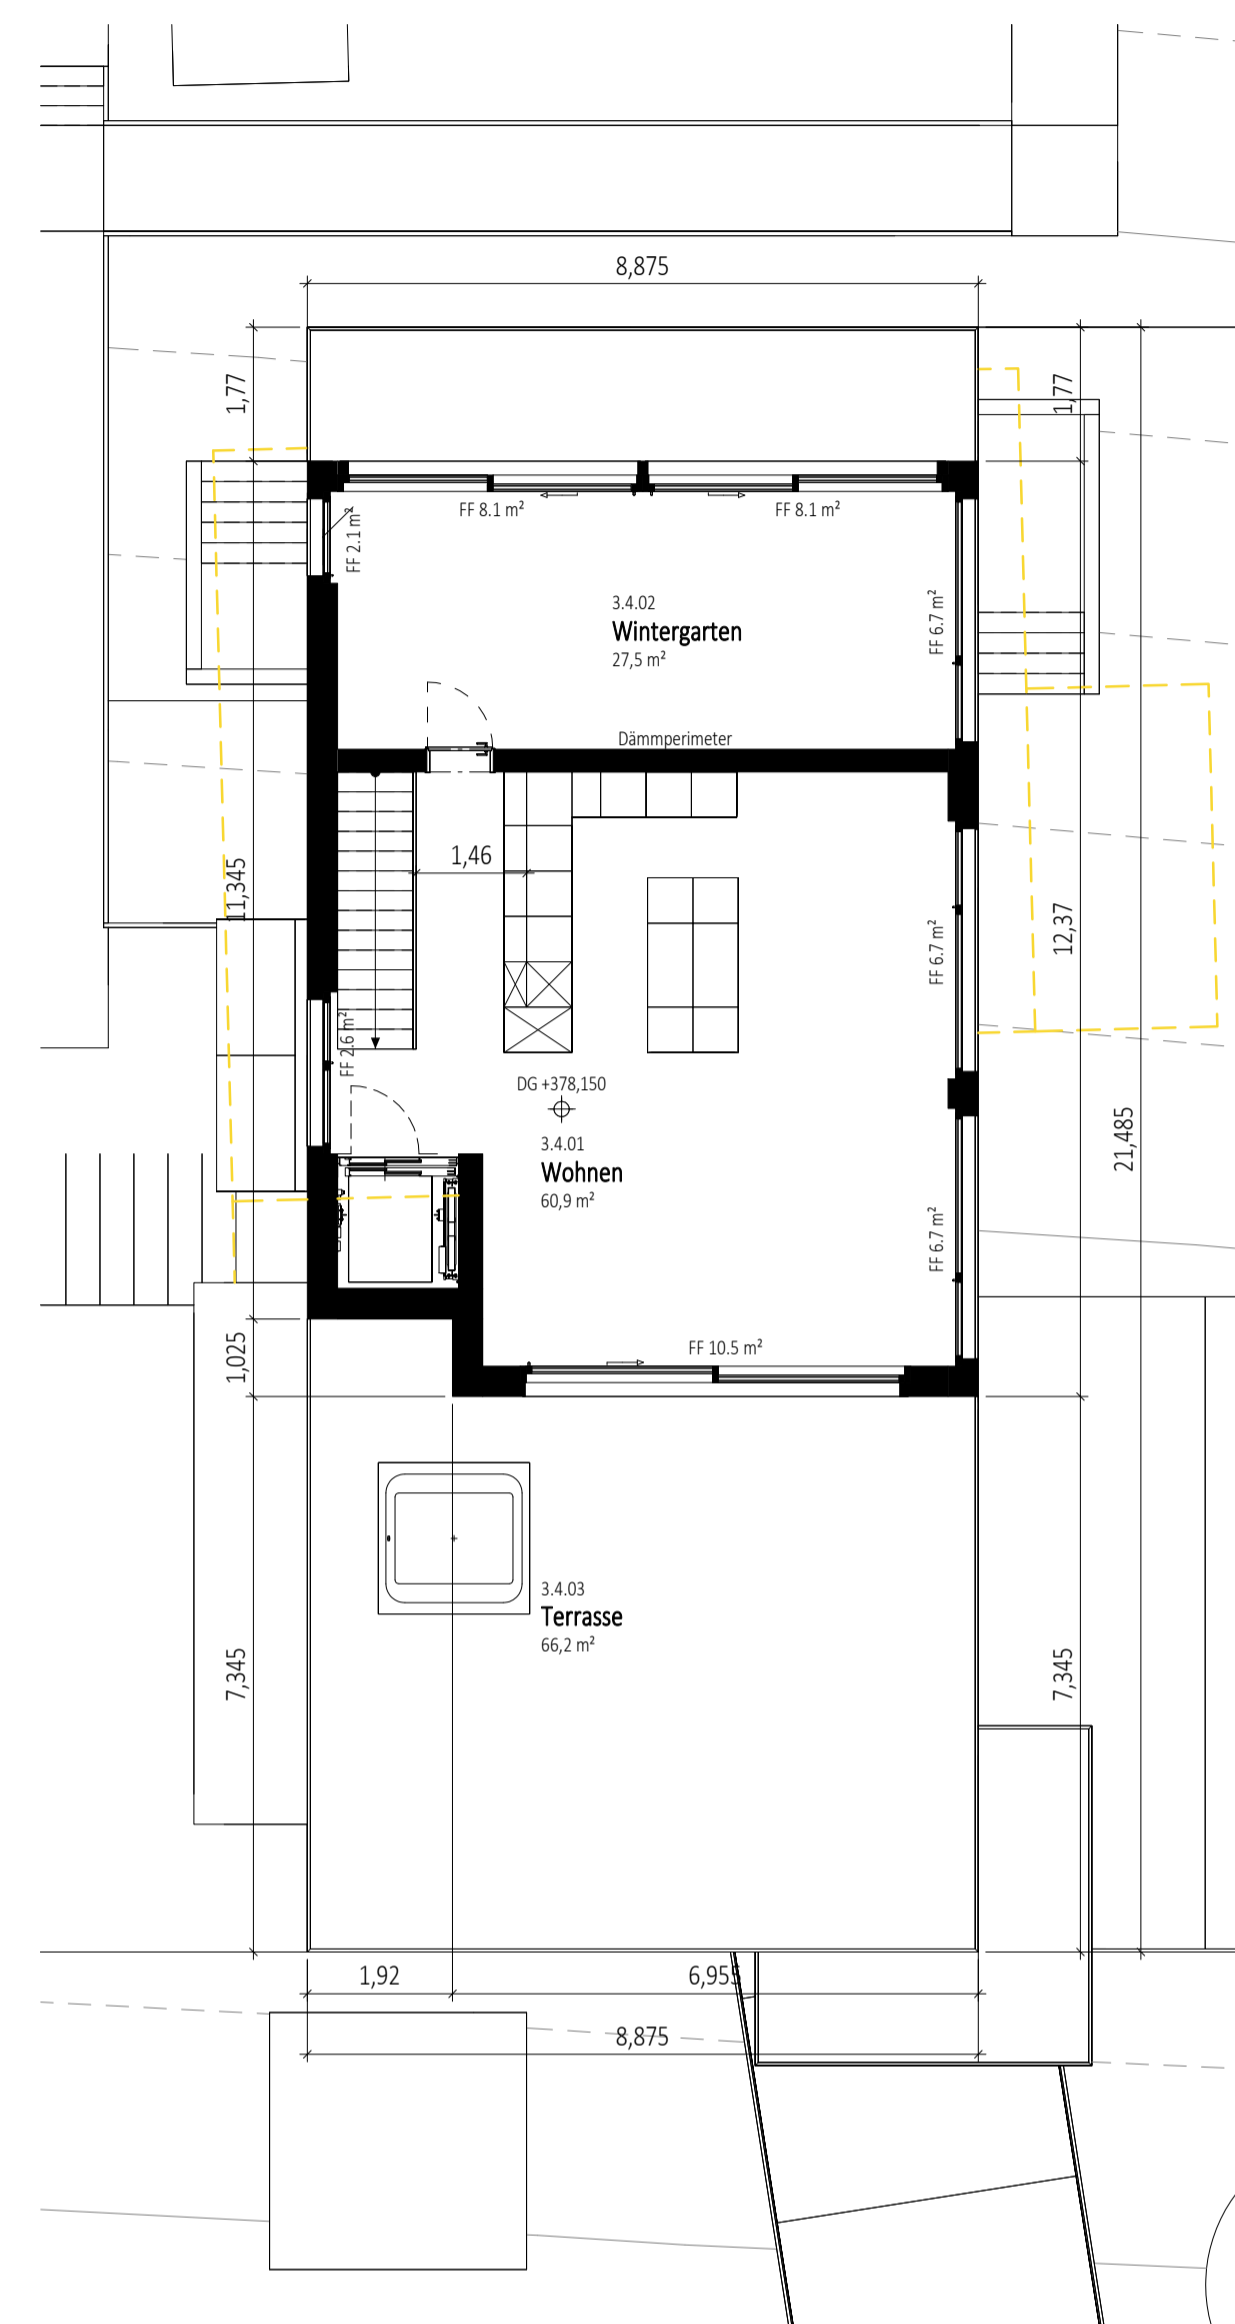 8,875
1,77
1,77
FF 8.1 m²
FF 8.1 m²
FF 2.1 m²
3.4.02
Wintergarten
27,5 m²
FF 6.7 m²
Dämmperimeter
1,46
11,345
12,37
FF 6.7 m²
FF 2.6 m²
DG +378,150
3.4.01
Wohnen
60,9 m²
21,485
FF 6.7 m²
1,025
FF 10.5 m²
3.4.03
Terrasse
66,2 m²
7,345
7,345
1,92
6,955
8,875